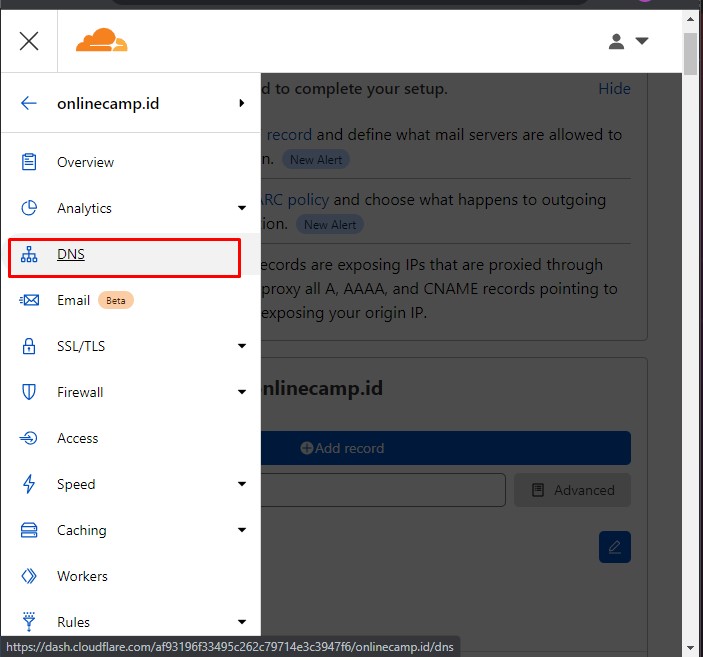 onlinecamp.id
Overview
Analytics
DNS
Email Beta
SSL/TLS
Firewall
Access
Speed
Caching
Workers
Rules
d to complete your setup. Hide
record and define what mail servers are allowed to
n. New Alert
ARC policy and choose what happens to outgoing
ion. New Alert
ecords are exposing IPs that are proxied through
proxy all A, AAAA, and CNAME records pointing to
exposing your origin IP.
nlinecamp.id
Add record
Advanced
https://dash.cloudflare.com/af93196f33495c262c79714e3c3947f6/onlinecamp.id/dns